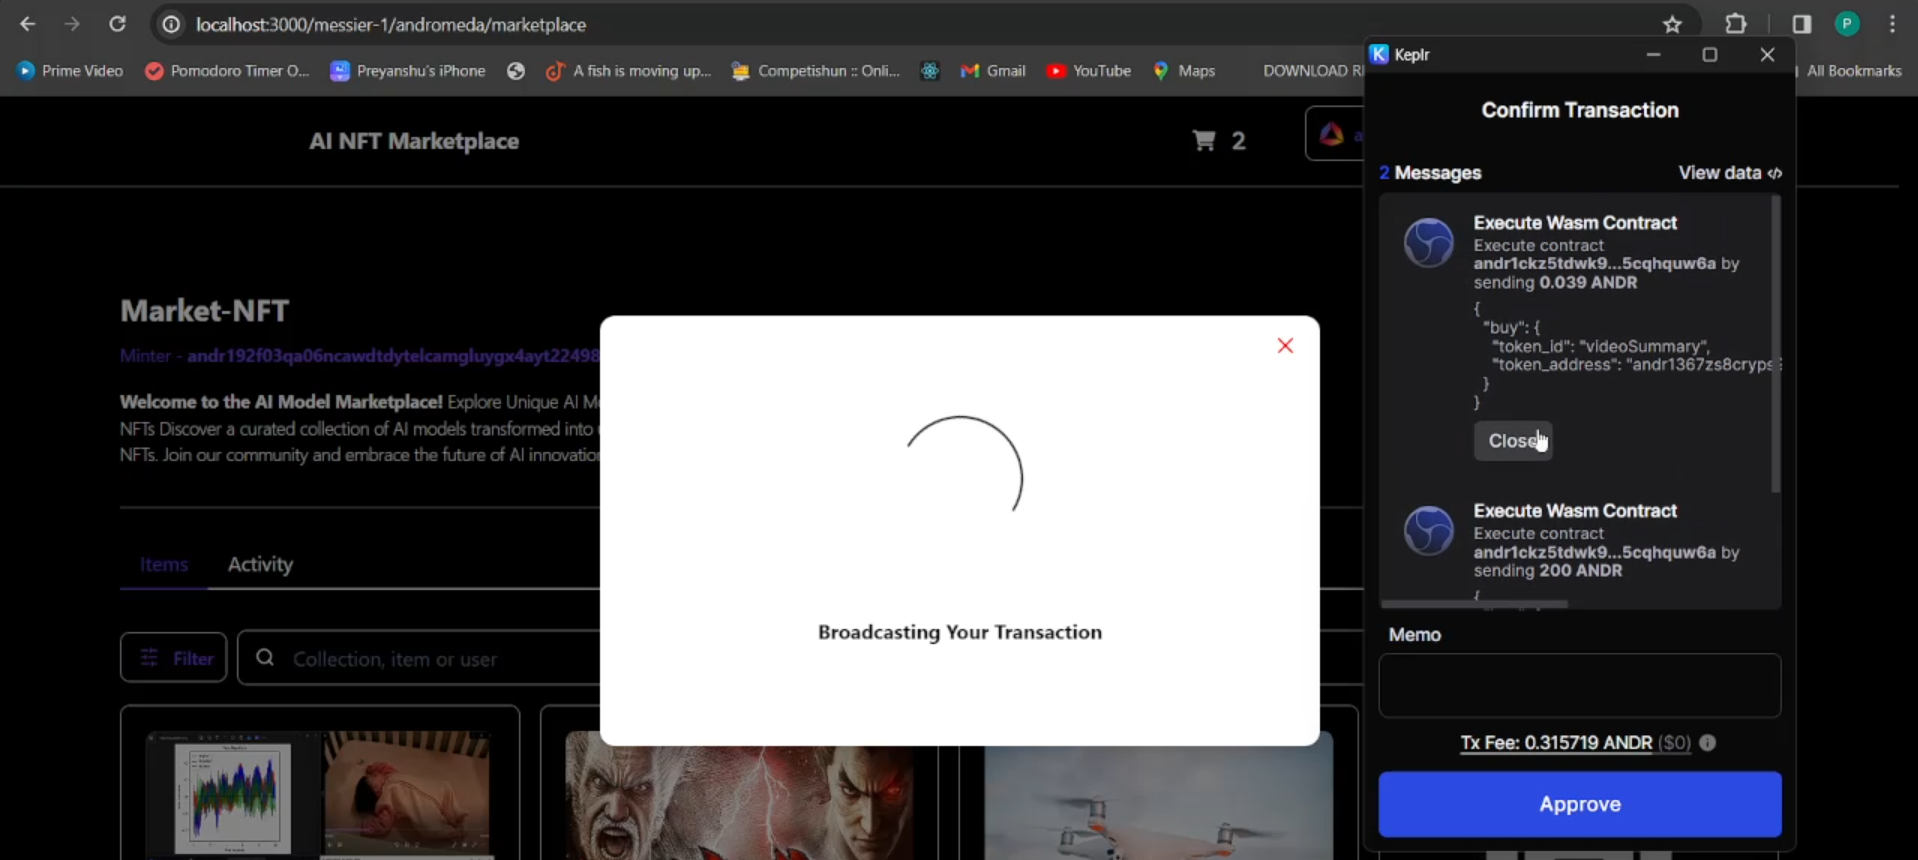 localhost:3000/messier-1/andromeda/marketplace
P
Prime Video
Pomodoro Timer O...
Preyanshu's iPhone
A fish is moving up...
Competishun :: Onli...
Gmail
YouTube
Maps
DOWNLOAD
All Bookmarks
AI NFT Marketplace
2
Market-NFT
Minter - andr192f03qa06ncawdtdytelcamgluygx4ayt22498
Welcome to the AI Model Marketplace! Explore Unique AI
NFTs Discover a curated collection of AI models transformed into
NFTs. Join our community and embrace the future of AI
Items
Activity
Filter
Collection, item or user
Broadcasting Your Transaction
Keplr
Confirm Transaction
2 Messages
View data </>
Execute Wasm Contract
Execute contract
andr1ckz5tdwk9...5cqhquw6a by
sending 0.039 ANDR
{
"buy": {
"token_id": "videoSummary",
"token_address": "andr1367zs8cryps
}
}
Close
Execute Wasm Contract
Execute contract
andr1ckz5tdwk9...5cqhquw6a by
sending 200 ANDR
{
Memo
Tx Fee: 0.315719 ANDR ($0)
Approve